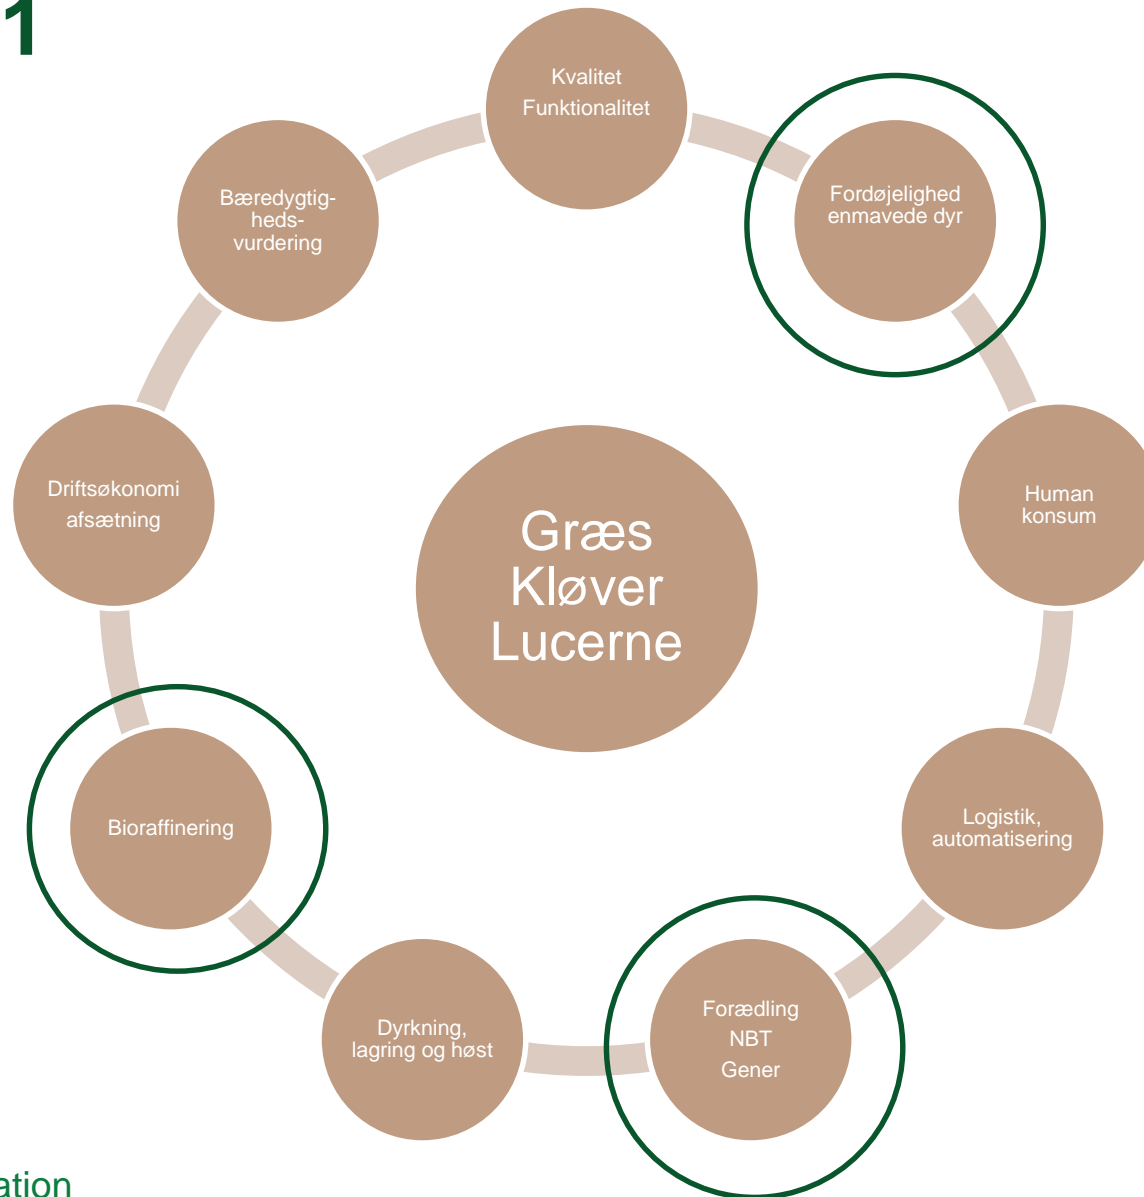 1
Kvalitet
Funktionalitet
Fordøjelighed
enmavede dyr
Human
konsum
Logistik,
automatisering
Forædling
NBT
Gener
Dyrkning,
lagring og høst
Bioraffinering
Driftsøkonomi
afsætning
Bæredygtig-
heds-
vurdering
Græs
Kløver
Lucerne
ation